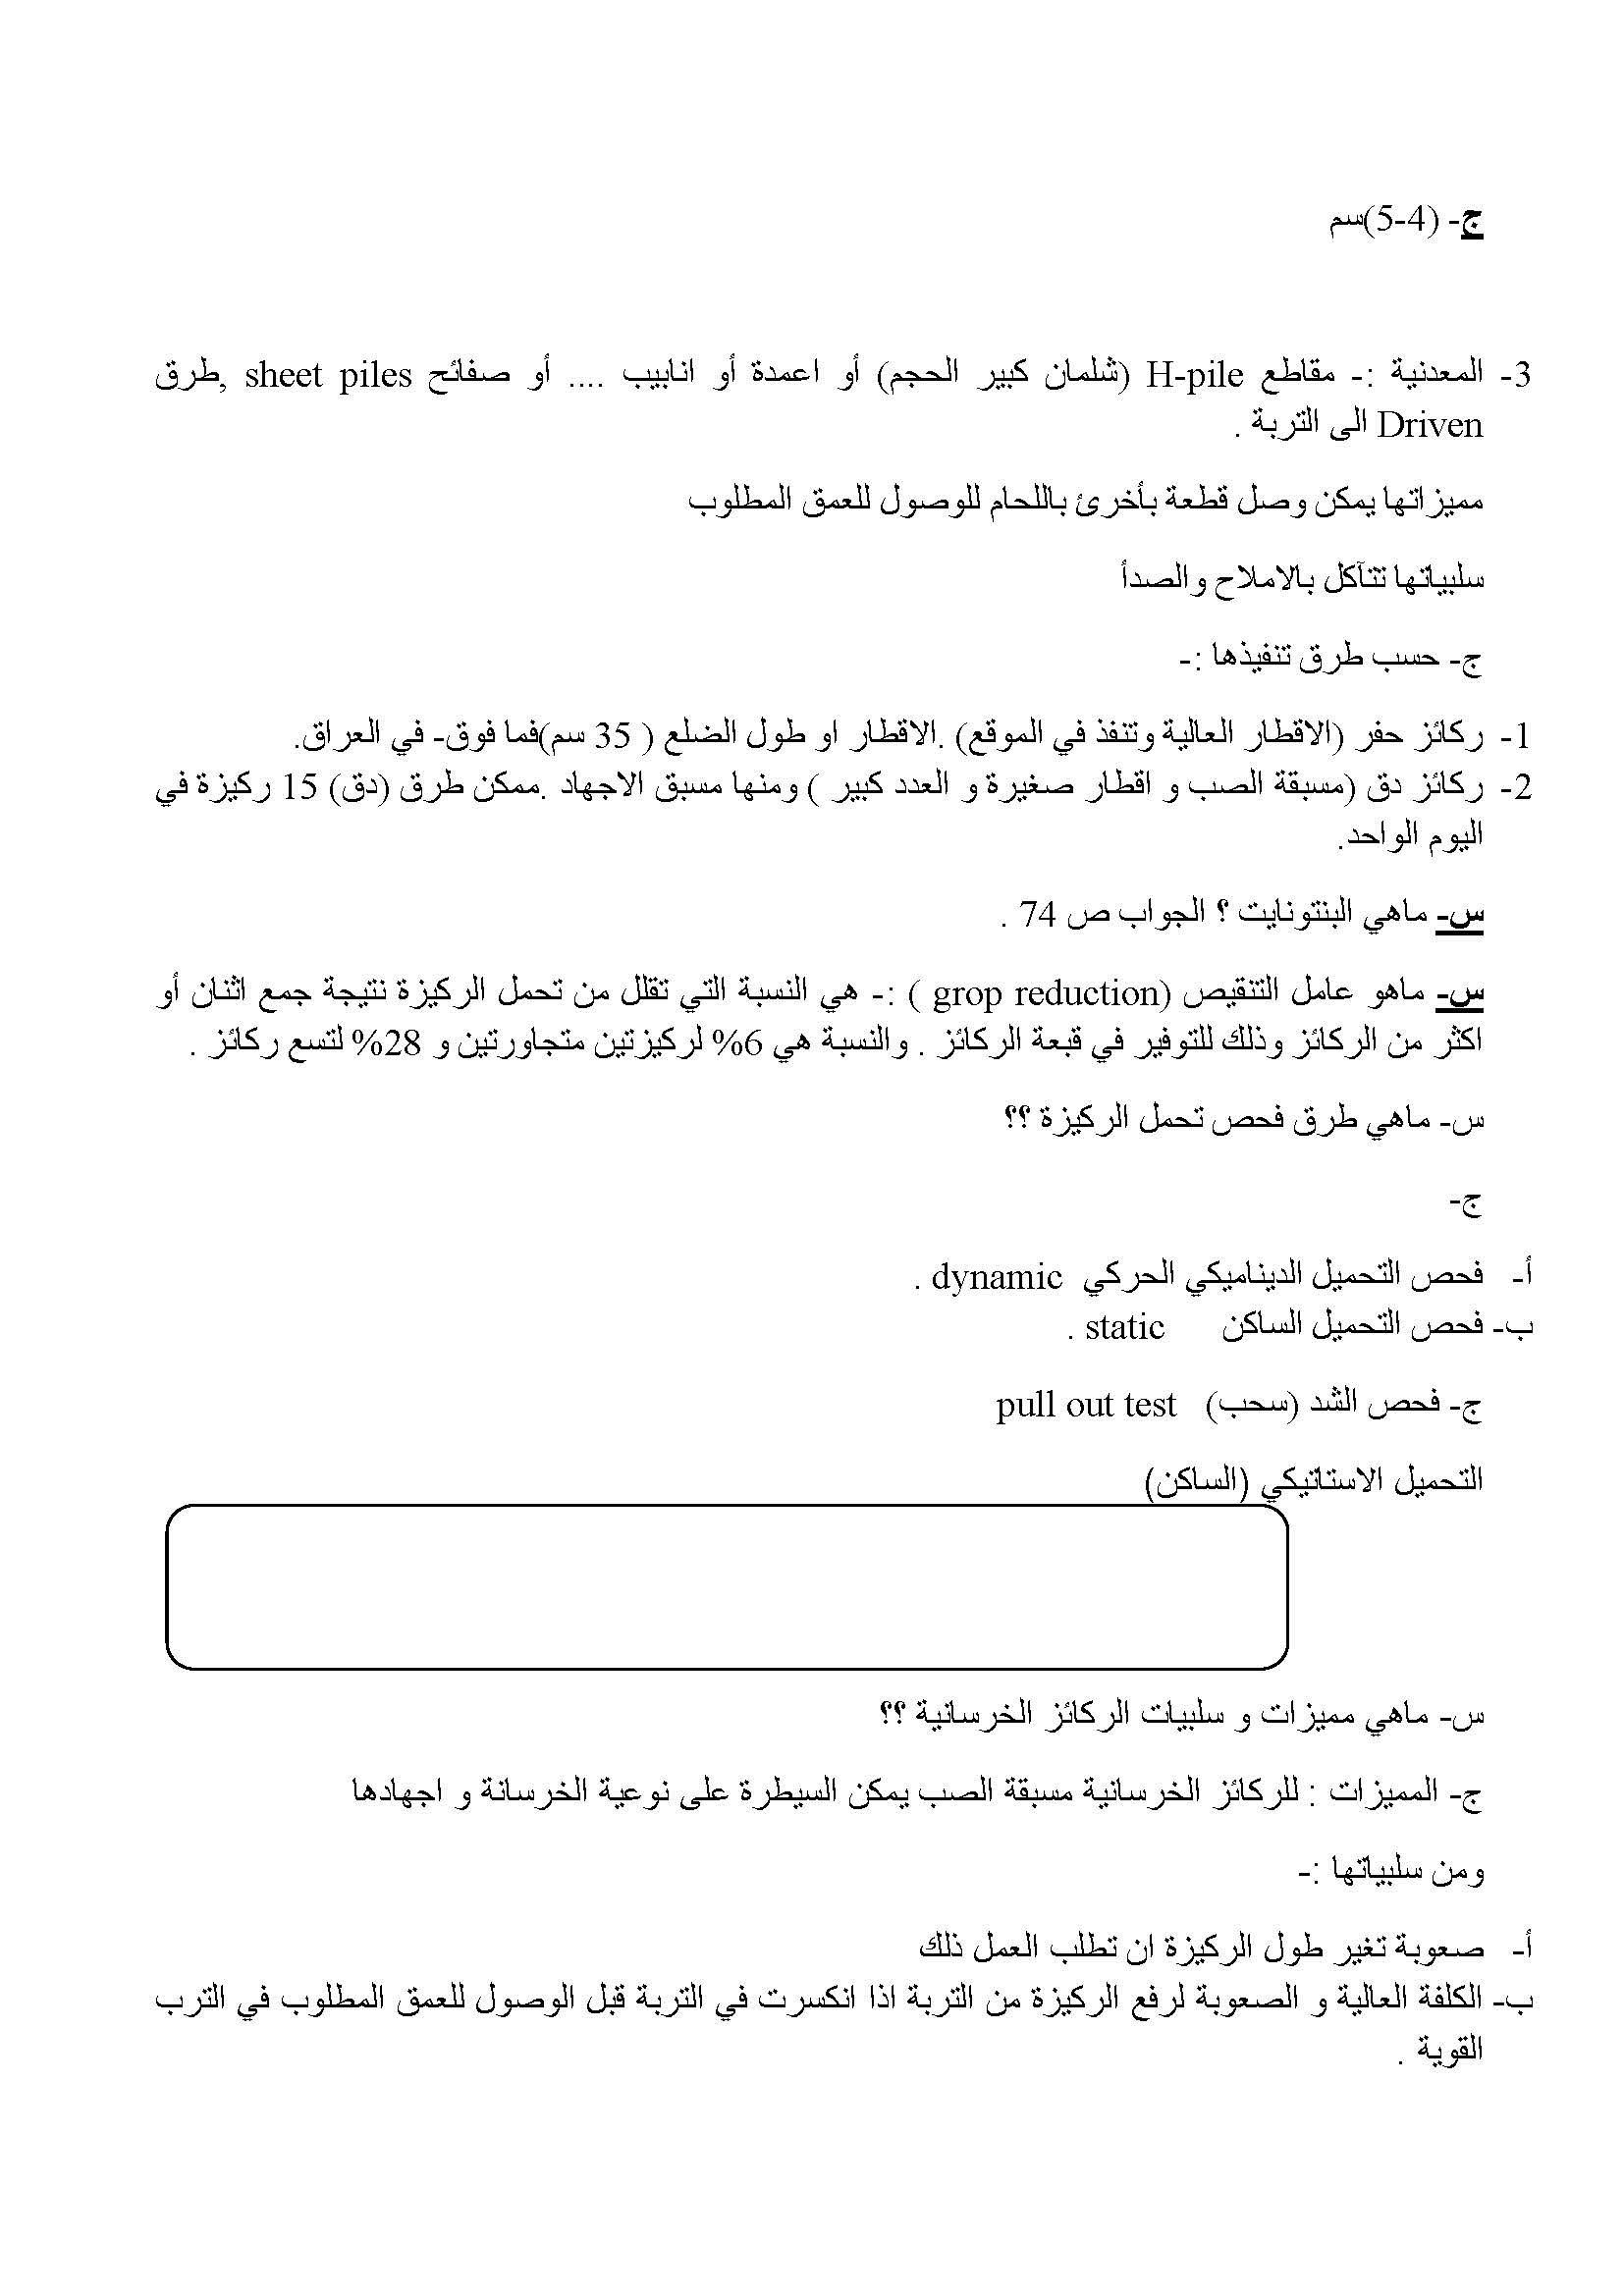 ج- (4-5)سم
3- المعدنية :- مقاطع H-pile (شلمان كبير الحجم) أو اعمدة أو انابيب .... أو صفائح sheet piles ,طرق
Driven الى التربة .
مميزاتها يمكن وصل قطعة بأخرئ باللحام للوصول للعمق المطلوب
سلبياتها تتآكل بالاملاح والصدأ
ج- حسب طرق تنفيذها :-
1- ركائز حفر (الاقطار العالية وتنفذ في الموقع) .الاقطار او طول الضلع ( 35 سم)فما فوق- في العراق.
2- ركائز دق (مسبقة الصب و اقطار صغيرة و العدد كبير ) ومنها مسبق الاجهاد .ممكن طرق (دق) 15 ركيزة في
اليوم الواحد.
س- ماهي البنتونايت ؟ الجواب ص 74 .
س- ماهو عامل التنقيص (grop reduction ) :- هي النسبة التي تقلل من تحمل الركيزة نتيجة جمع اثنان أو
اكثر من الركائز وذلك للتوفير في قبعة الركائز . والنسبة هي 6% لركيزتين متجاورتين و 28% لتسع ركائز .
س- ماهي طرق فحص تحمل الركيزة ؟؟
ج-
أ- فحص التحميل الديناميكي الحركي dynamic .
ب- فحص التحميل الساكن static .
ج- فحص الشد (سحب) pull out test
التحميل الاستاتيكي (الساكن)
س- ماهي مميزات و سلبيات الركائز الخرسانية ؟؟
ج- المميزات : للركائز الخرسانية مسبقة الصب يمكن السيطرة على نوعية الخرسانة و اجهادها
ومن سلبياتها :-
أ- صعوبة تغير طول الركيزة ان تطلب العمل ذلك
ب- الكلفة العالية و الصعوبة لرفع الركيزة من التربة اذا انكسرت في التربة قبل الوصول للعمق المطلوب في الترب
القوية .